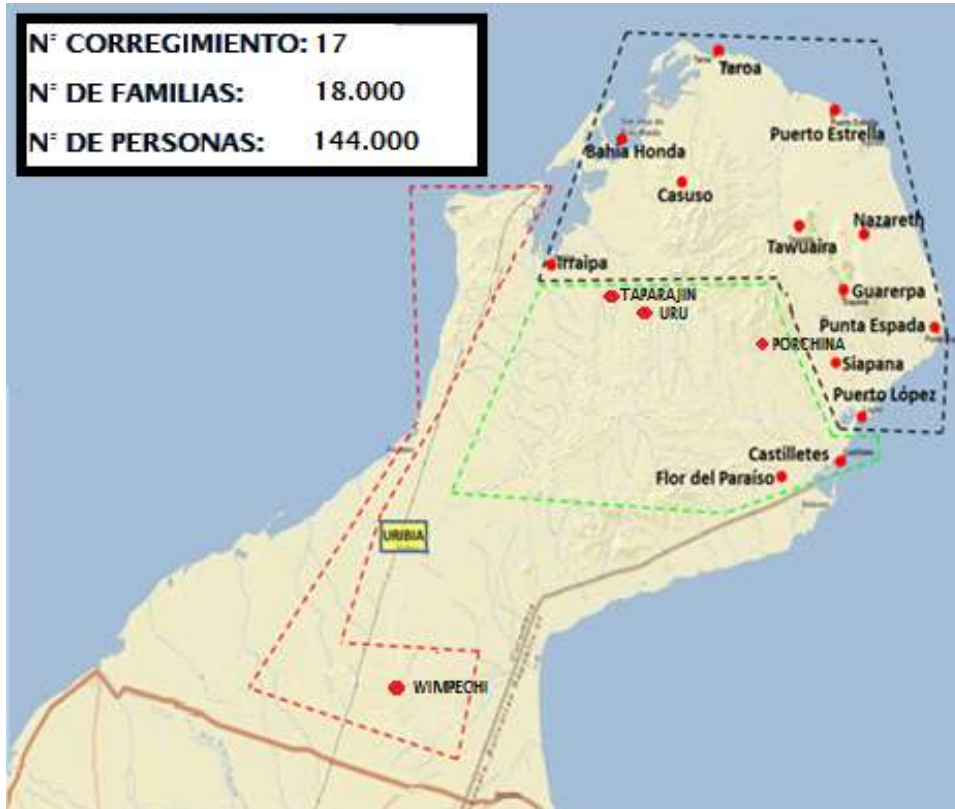 N° CORREGIMIENTO: 17
N° DE FAMILIAS: 18.000
N° DE PERSONAS: 144.000
Taroa
Puerto Estrella
Bahia Honda
Casuso
Nazareth
Tawuaira
Irraipa
Guarerpa
TAPARAJIN
URU
Punta Espada
PORCHINA
Siapana
Puerto López
Castilletes
Flor del Paraíso
URIBIA
WIMPECHI